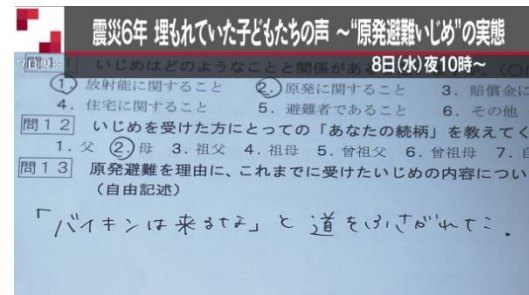 震災6年 埋もれていた子どもたちの声 ～“原発避難いじめ”の実態
8日(水)夜10時～
いじめはどのようなことと関係があ
1. 放射能に関すること 2. 原発に関すること 3. 賠償金に
4. 住宅に関すること 5. 避難者であること 6. その他
問12 いじめを受けた方にとっての「あなたの続柄」を教えてく
1. 父 2. 母 3. 祖父 4. 祖母 5. 曾祖父 6. 曾祖母 7.
問13 原発避難を理由に、これまでに受けたいじめの内容につい
(自由記述)
「バイキンは来るな」と道をふさがれた。